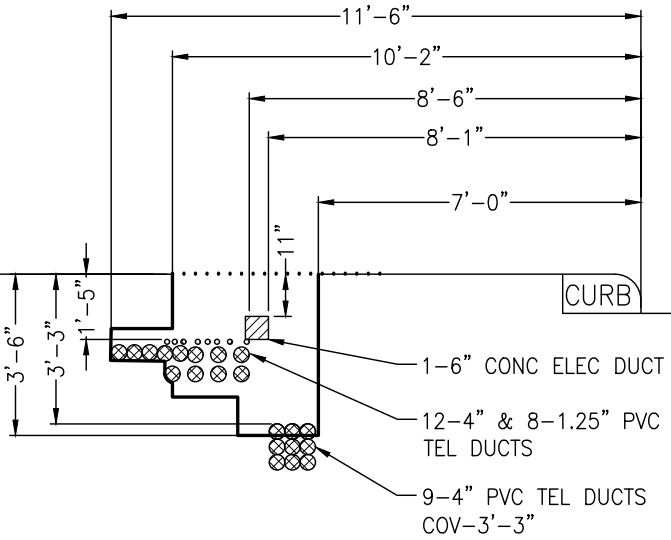 11'-6"
10'-2"
8'-6"
8'-1"
7'-0"
11"
CURB
1'-5"
3'-3"
3'-6"
1-6" CONC ELEC DUCT
12-4" & 8-1.25" PVC
TEL DUCTS
9-4" PVC TEL DUCTS
COV-3'-3"